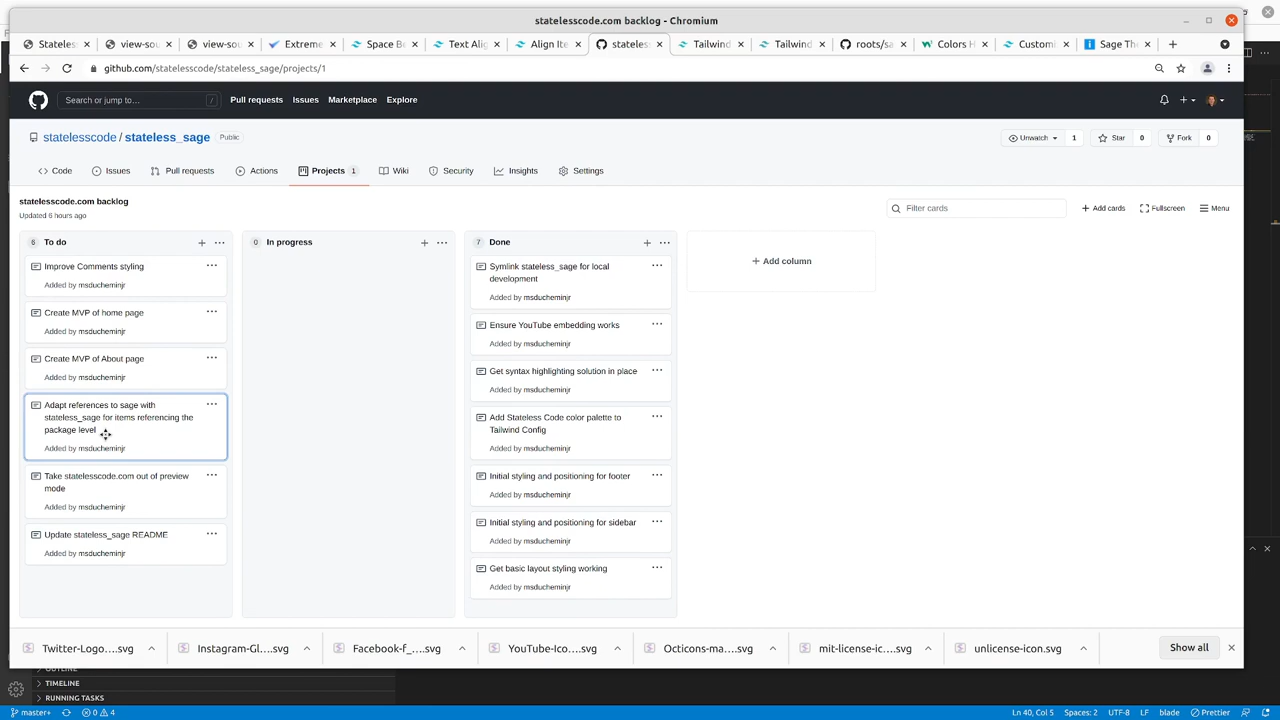 statelesscode.com backlog - Chromium
Stateles
view-sou
view-sou
Extreme
Space Be
Text Alig
Align Ite
stateles
Tailwind
Tailwind
roots/sa
Colors H
Customi
Sage The
github.com/statelesscode/stateless_sage/projects/1
Search or jump to…
/
Pull requests
Issues
Marketplace
Explore
statelesscode / stateless_sage
Public
Unwatch
1
Star
0
Fork
0
Code
Issues
Pull requests
Actions
Projects 1
Wiki
Security
Insights
Settings
statelesscode.com backlog
Updated 6 hours ago
Filter cards
Add cards
Fullscreen
Menu
6 To do
Improve Comments styling
Added by msducheminjr
Create MVP of home page
Added by msducheminjr
Create MVP of About page
Added by msducheminjr
Adapt references to sage with
stateless_sage for items referencing the
package level
Added by msducheminjr
Take statelesscode.com out of preview
mode
Added by msducheminjr
Update stateless_sage README
Added by msducheminjr
0 In progress
7 Done
Symlink stateless_sage for local
development
Added by msducheminjr
Ensure YouTube embedding works
Added by msducheminjr
Get syntax highlighting solution in place
Added by msducheminjr
Add Stateless Code color palette to
Tailwind Config
Added by msducheminjr
Initial styling and positioning for footer
Added by msducheminjr
Initial styling and positioning for sidebar
Added by msducheminjr
Get basic layout styling working
Added by msducheminjr
Add column
Twitter-Logo....svg
Instagram-Gl....svg
Facebook-f_....svg
YouTube-Ico....svg
Octicons-ma....svg
mit-license-ic....svg
unlicense-icon.svg
Show all
OUTLINE
TIMELINE
RUNNING TASKS
master+
0
4
Ln 40, Col 5
Spaces: 2
UTF-8
LF
blade
Prettier